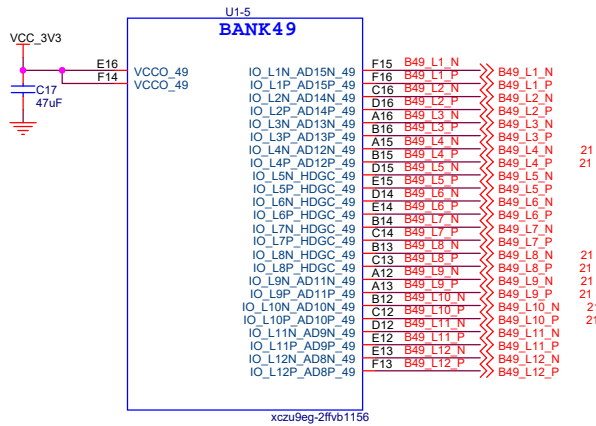 U1-5
BANK49
VCC_3V3
E16 VCCO_49
F14 VCCO_49
C17
47uF
IO_L1N_AD15N_49 F15 B49_L1_N B49_L1_N
IO_L1P_AD15P_49 F16 B49_L1_P B49_L1_P
IO_L2N_AD14N_49 C16 B49_L2_N B49_L2_N
IO_L2P_AD14P_49 D16 B49_L2_P B49_L2_P
IO_L3N_AD13N_49 A16 B49_L3_N B49_L3_N
IO_L3P_AD13P_49 B16 B49_L3_P B49_L3_P
IO_L4N_AD12N_49 A15 B49_L4_N B49_L4_N 21
IO_L4P_AD12P_49 B15 B49_L4_P B49_L4_P 21
IO_L5N_HDGC_49 D15 B49_L5_N B49_L5_N
IO_L5P_HDGC_49 E15 B49_L5_P B49_L5_P
IO_L6N_HDGC_49 D14 B49_L6_N B49_L6_N
IO_L6P_HDGC_49 E14 B49_L6_P B49_L6_P
IO_L7N_HDGC_49 B14 B49_L7_N B49_L7_N
IO_L7P_HDGC_49 C14 B49_L7_P B49_L7_P
IO_L8N_HDGC_49 B13 B49_L8_N B49_L8_N 21
IO_L8P_HDGC_49 C13 B49_L8_P B49_L8_P 21
IO_L9N_AD11N_49 A12 B49_L9_N B49_L9_N 21
IO_L9P_AD11P_49 A13 B49_L9_P B49_L9_P 21
IO_L10N_AD10N_49 B12 B49_L10_N B49_L10_N 21
IO_L10P_AD10P_49 C12 B49_L10_P B49_L10_P 21
IO_L11N_AD9N_49 D12 B49_L11_N B49_L11_N
IO_L11P_AD9P_49 E12 B49_L11_P B49_L11_P
IO_L12N_AD8N_49 E13 B49_L12_N B49_L12_N
IO_L12P_AD8P_49 F13 B49_L12_P B49_L12_P
xczu9eg-2ffvb1156